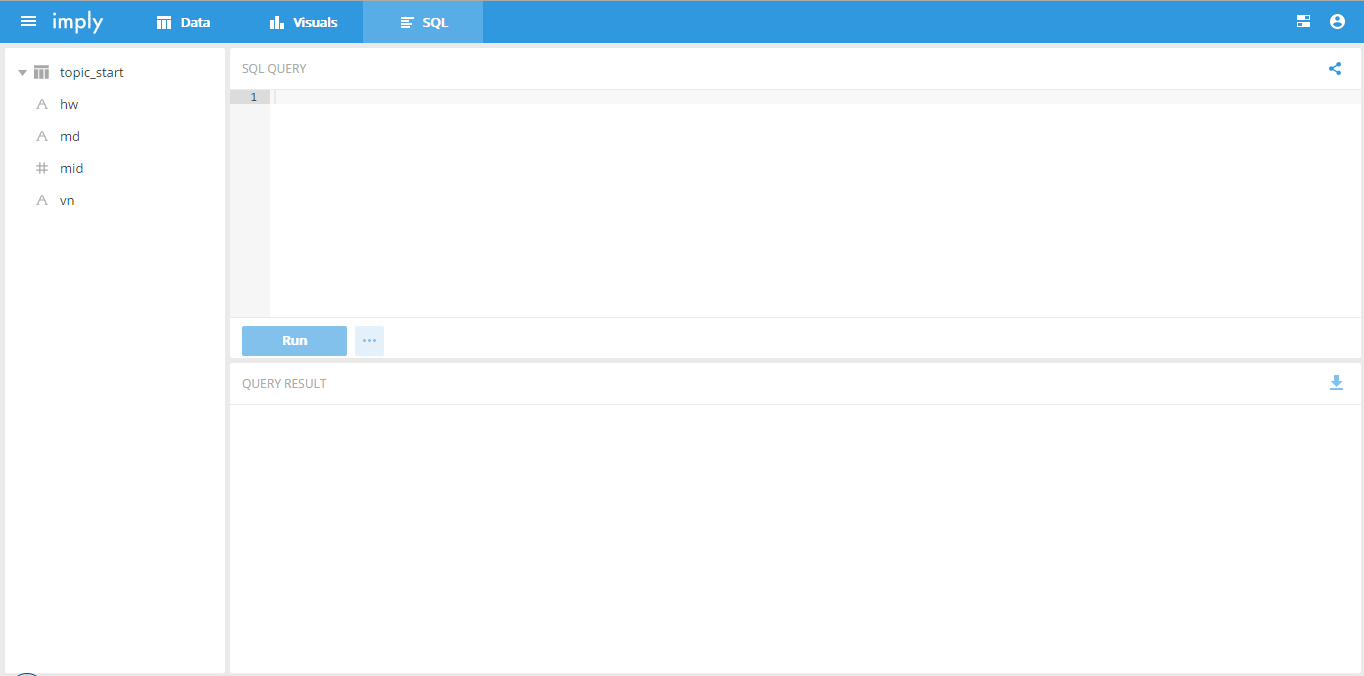 imply Data Visuals SQL
topic_start
hw
md
mid
vn
SQL QUERY
1
Run
QUERY RESULT